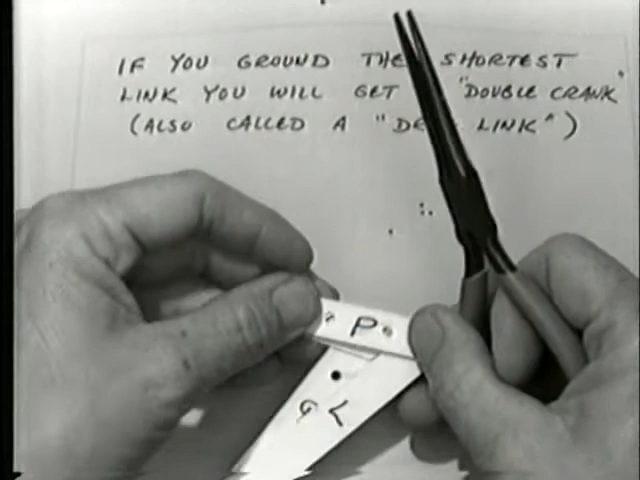 IF YOU GROUND THE SHORTEST
LINK YOU WILL GET "DOUBLE CRANK"
(ALSO CALLED A LINK")
P
L